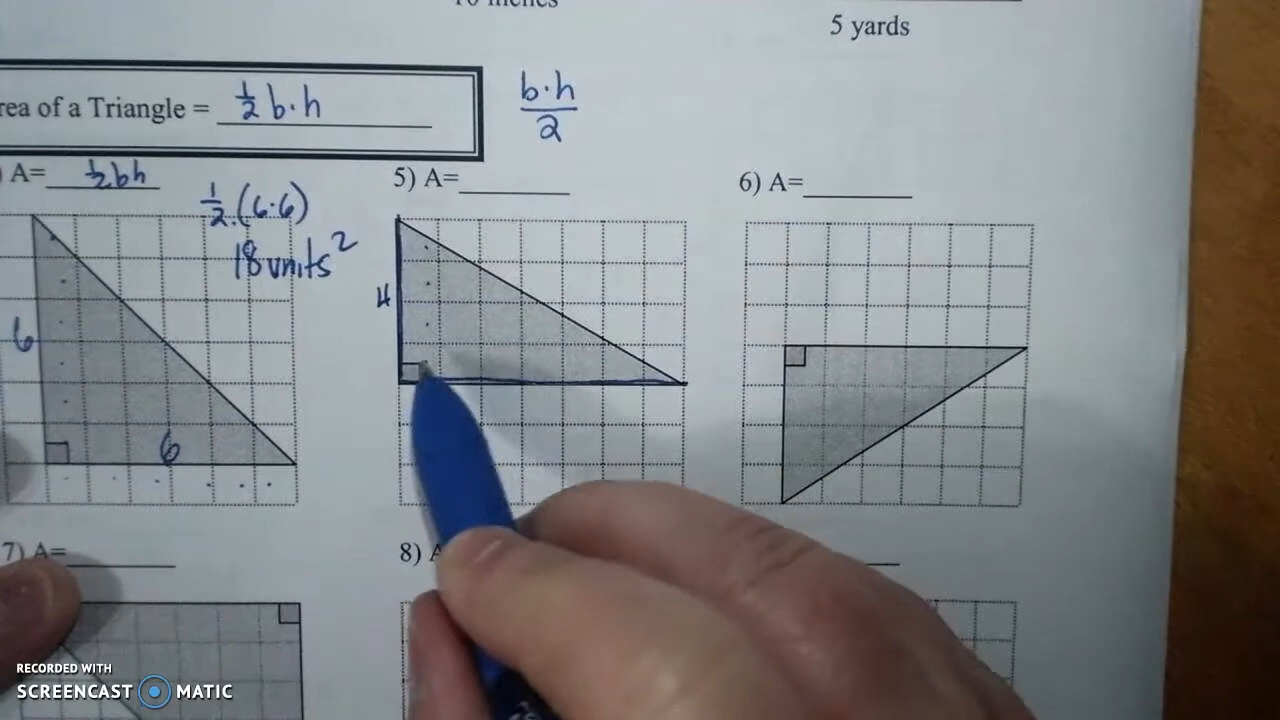 5 yards
rea of a Triangle = 1/2 b·h
b·h
2
A= 1/2bh
1/2·(6·6)
18 units²
6
6
5) A=
4
6) A=
7) A=
8) A
RECORDED WITH
SCREENCAST MATIC